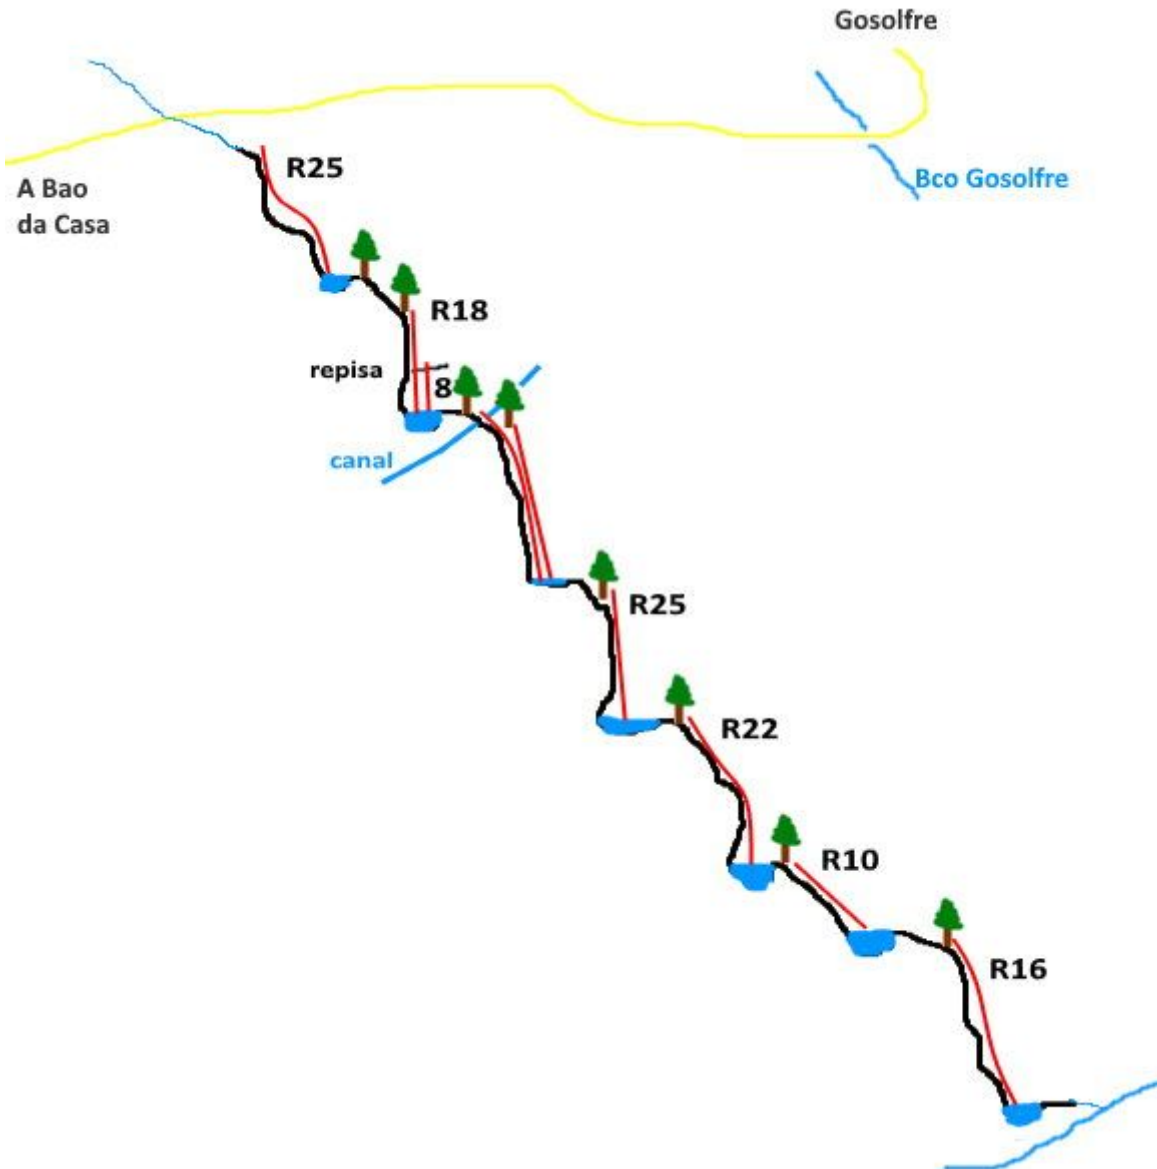 Gosolfre
R25
Bco Gosolfre
A Bao
da Casa
R18
repisa
8
canal
R25
R22
R10
R16